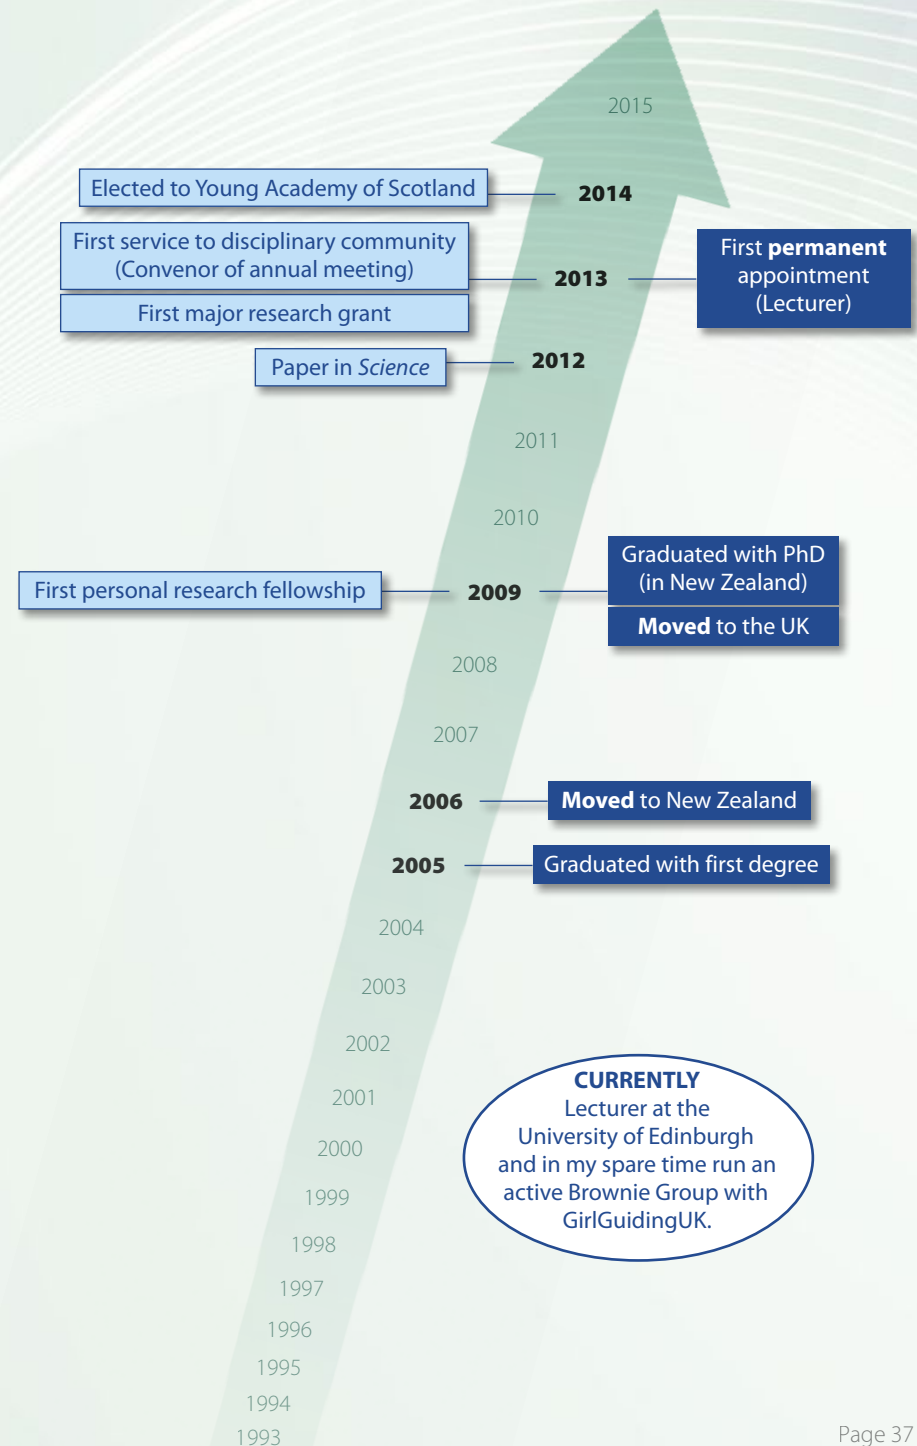 2015
Elected to Young Academy of Scotland
2014
First service to disciplinary community
(Convenor of annual meeting)
First major research grant
2013
First permanent
appointment
(Lecturer)
Paper in Science
2012
2011
2010
First personal research fellowship
2009
Graduated with PhD
(in New Zealand)
Moved to the UK
2008
2007
2006
Moved to New Zealand
2005
Graduated with first degree
2004
2003
2002
2001
2000
1999
1998
1997
1996
1995
1994
1993
CURRENTLY
Lecturer at the
University of Edinburgh
and in my spare time run an
active Brownie Group with
GirlGuidingUK.
Page 37